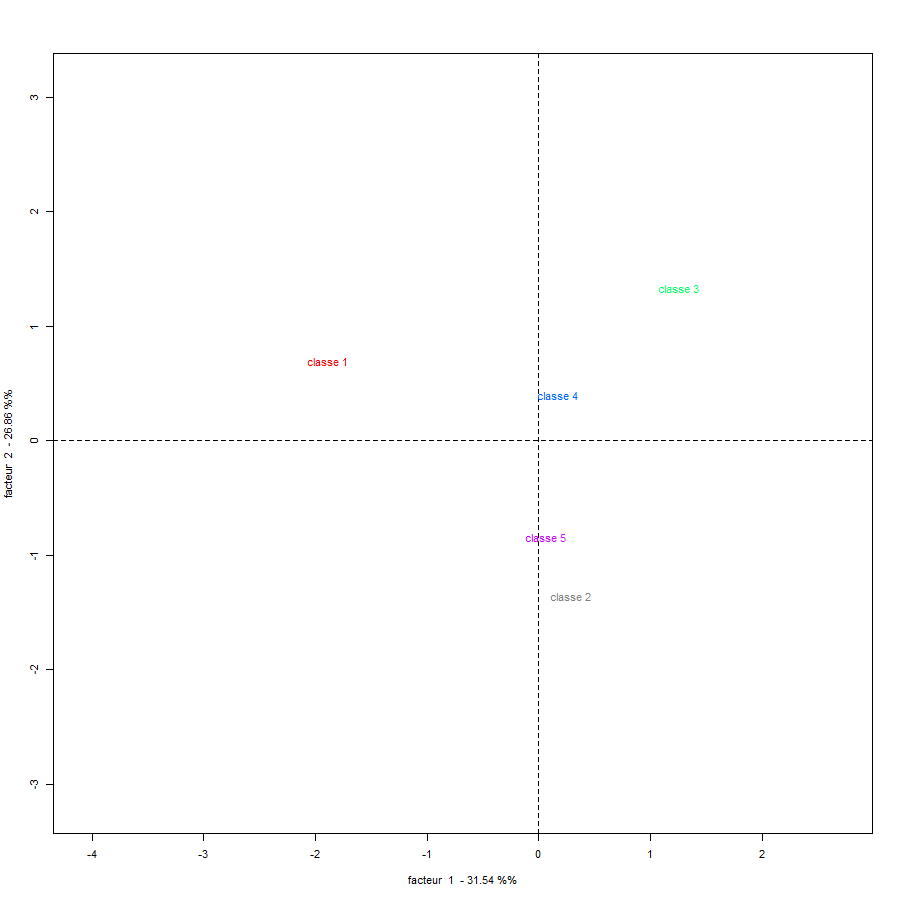 3
2
classe 3
1
classe 1
classe 4
facteur 2 - 26.86 %%
0
classe 5
-1
classe 2
-2
-3
-4 -3 -2 -1 0 1 2
facteur 1 - 31.54 %%